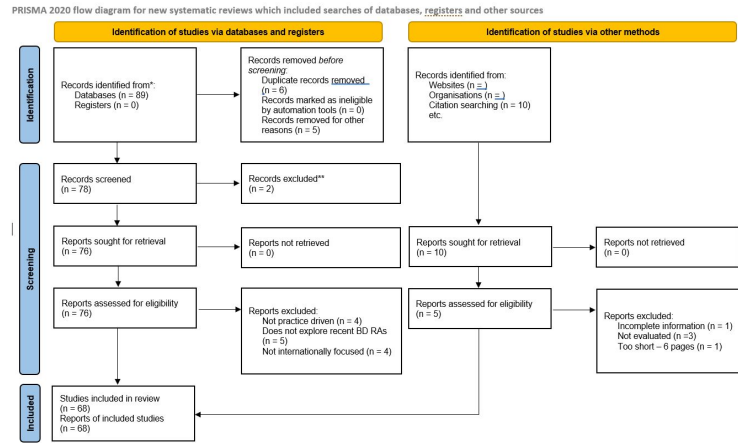 PRISMA 2020 flow diagram for new systematic reviews which included searches of databases, registers and other sources
Identification of studies via databases and registers
Identification of studies via other methods
Identification
Records identified from*:
Databases (n = 89)
Registers (n = 0)
Records removed before
screening:
Duplicate records removed
(n = 6)
Records marked as ineligible
by automation tools (n = 0)
Records removed for other
reasons (n = 5)
Records identified from:
Websites (n = )
Organisations (n = )
Citation searching (n = 10)
etc.
Screening
Records screened
(n = 78)
Records excluded**
(n = 2)
Reports sought for retrieval
(n = 76)
Reports not retrieved
(n = 0)
Reports sought for retrieval
(n = 10)
Reports not retrieved
(n = 0)
Reports assessed for eligibility
(n = 76)
Reports excluded:
Not practice driven (n = 4)
Does not explore recent BD RAs
(n = 5)
Not internationally focused (n = 4)
Reports assessed for eligibility
(n = 5)
Reports excluded:
Incomplete information (n = 1)
Not evaluated (n =3)
Too short – 6 pages (n = 1)
Included
Studies included in review
(n = 68)
Reports of included studies
(n = 68)